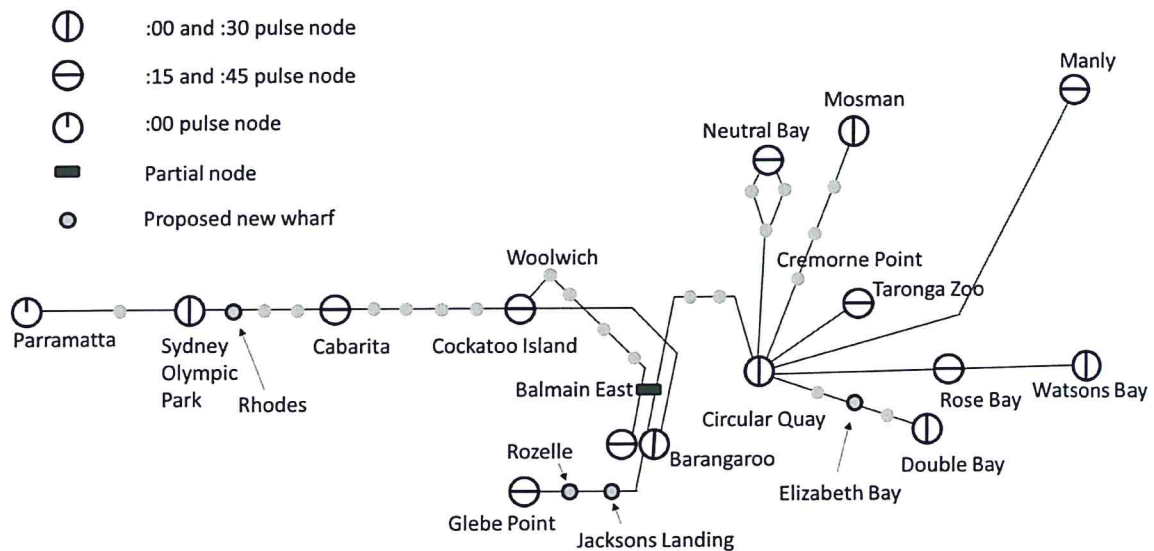 :00 and :30 pulse node
:15 and :45 pulse node
:00 pulse node
Partial node
Proposed new wharf
Manly
Mosman
Neutral Bay
Woolwich
Cremorne Point
Taronga Zoo
Parramatta
Sydney
Olympic
Park
Rhodes
Cabarita
Cockatoo Island
Balmain East
Circular Quay
Rose Bay
Watsons Bay
Rozelle
Barangaroo
Double Bay
Elizabeth Bay
Glebe Point
Jacksons Landing